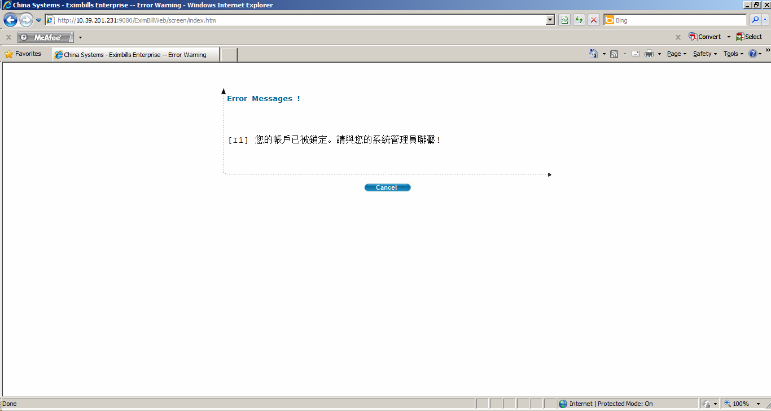 China Systems - Eximbills Enterprise -- Error Warning - Windows Internet Explorer
http://10.39.201.231:9080/EximBillWeb/screen/index.htm
Bing
McAfee
Convert
Select
Favorites
China Systems - Eximbills Enterprise -- Error Warning
Page
Safety
Tools
Error Messages !
[11] 您的帳戶已被鎖定。請與您的系統管理員聯繫!
Cancel
Done
Internet | Protected Mode: On
100%